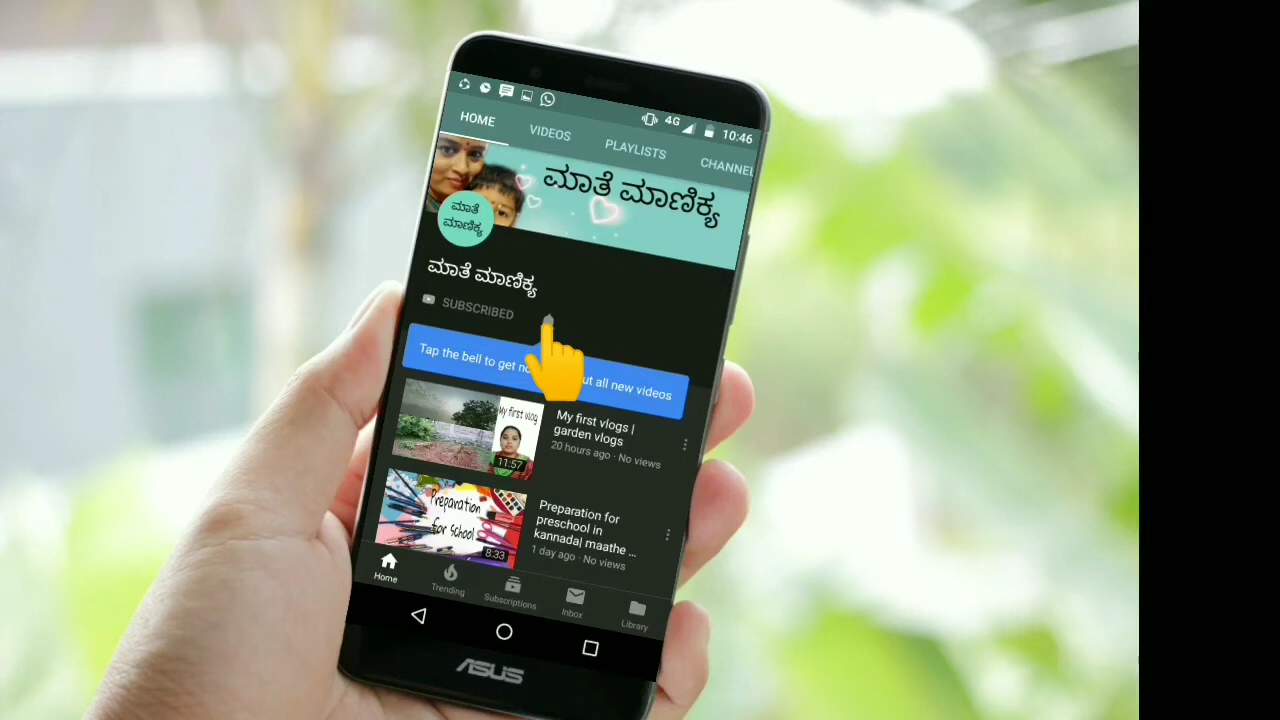 4G 10:46
HOME VIDEOS PLAYLISTS CHANNEL
ಮಾತೆ ಮಾಣಿಕ್ಯ
ಮಾತೆ
ಮಾಣಿಕ್ಯ
ಮಾತೆ ಮಾಣಿಕ್ಯ
SUBSCRIBED
Tap the bell to get all new videos
My first vlog
11:57
My first vlogs |
garden vlogs
20 hours ago · No views
Preparation
for school
8:33
Preparation for
preschool in
kannada| maathe ...
1 day ago · No views
Home Trending Subscriptions Inbox Library
ASUS